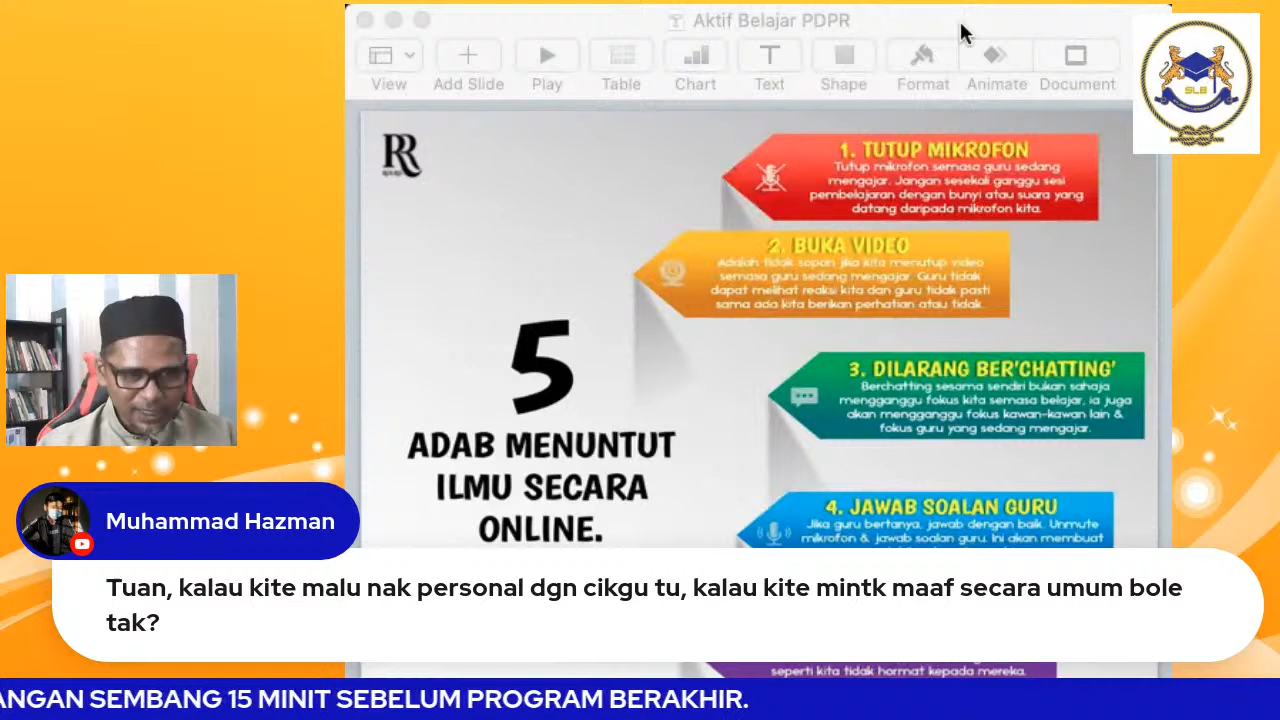 Aktif Belajar PDPR
View
Add Slide
Play
Table
Chart
Text
Shape
Format
Animate
Document
SLB
RR
1. TUTUP MIKROFON
Tutup mikrofon semasa guru sedang
mengajar. Jangan sesekali ganggu sesi
pembelajaran dengan bunyi atau suara yang
datang daripada mikrofon kita.
2. BUKA VIDEO
Adalah tidak sopan jika kita menutup video
semasa guru sedang mengajar. Guru tidak
dapat melihat reaksi kita dan guru tidak pasti
sama ada kita berikan perhatian atau tidak.
3. DILARANG BER'CHATTING'
Berchatting sesama sendiri bukan sahaja
mengganggu fokus kita semasa belajar, ia juga
akan mengganggu fokus kawan-kawan lain &
fokus guru yang sedang mengajar.
5
ADAB MENUNTUT
ILMU SECARA
ONLINE.
4. JAWAB SOALAN GURU
Jika guru bertanya, jawab dengan baik. Unmute
mikrofon & jawab soalan guru. Ini akan membuat
Muhammad Hazman
Tuan, kalau kite malu nak personal dgn cikgu tu, kalau kite mintk maaf secara umum bole
tak?
seperti kita tidak hormat kepada mereka.
ANGAN SEMBANG 15 MINIT SEBELUM PROGRAM BERAKHIR.